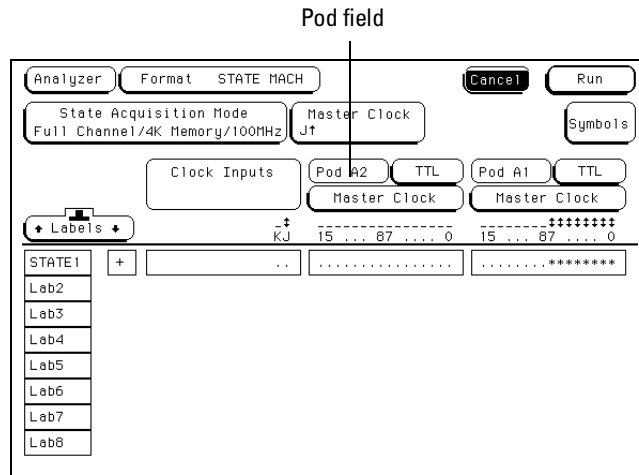 Pod field
Analyzer Format STATE MACH Cancel Run
State Acquisition Mode
Full Channel/4K Memory/100MHz
Master Clock
J↑
Symbols
Clock Inputs Pod A2 TTL Pod A1 TTL
Master Clock Master Clock
↑ Labels ↓
_↕ ---------------- --------↕↕↕↕↕↕↕↕
KJ 15 ... 87 .... 0 15 ... 87 .... 0
STATE1 + .. ................ ........********
Lab2
Lab3
Lab4
Lab5
Lab6
Lab7
Lab8